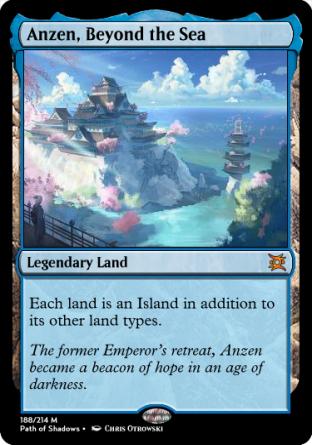 Anzen, Beyond the Sea
Legendary Land
Each land is an Island in addition to
its other land types.
The former Emperor's retreat, Anzen
became a beacon of hope in an age of
darkness.
188/214 M
Path of Shadows • Chris Otrowski